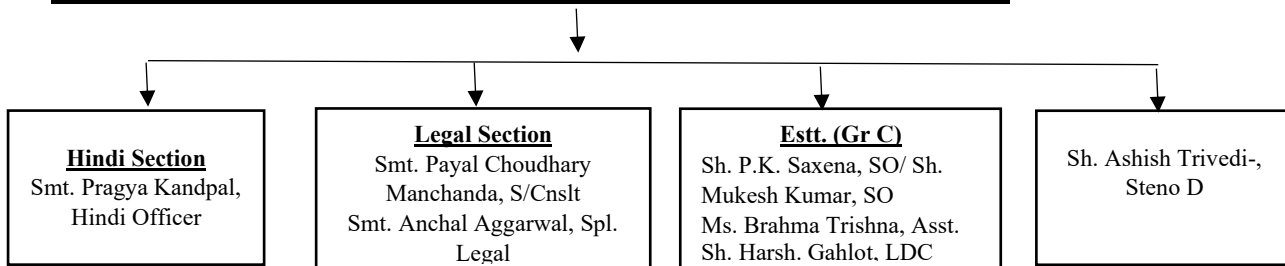 Hindi Section
Smt. Pragya Kandpal,
Hindi Officer
Legal Section
Smt. Payal Choudhary
Manchanda, S/Cnslt
Smt. Anchal Aggarwal, Spl.
Legal
Estt. (Gr C)
Sh. P.K. Saxena, SO/ Sh.
Mukesh Kumar, SO
Ms. Brahma Trishna, Asst.
Sh. Harsh. Gahlot, LDC
Sh. Ashish Trivedi-,
Steno D